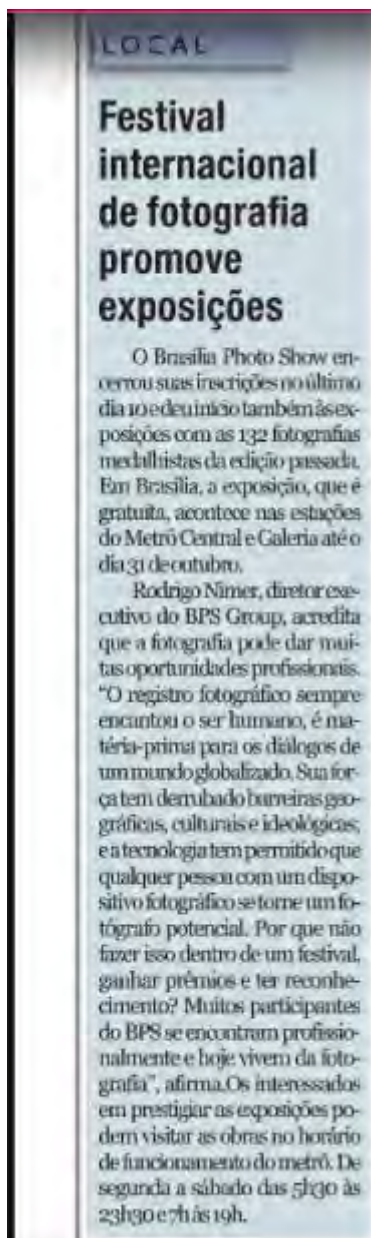 LOCAL
Festival
internacional
de fotografia
promove
exposições
O Brasília Photo Show en-
cerrou suas inscrições no último
dia 10 e deu início também às ex-
posições com as 132 fotografias
medalhistas da edição passada.
Em Brasília, a exposição, que é
gratuita, acontece nas estações
do Metrô Central e Galeria até o
dia 31 de outubro.
Rodrigo Nimer, diretor exe-
cutivo do BPS Group, acredita
que a fotografia pode dar mui-
tas oportunidades profissionais.
“O registro fotográfico sempre
encantou o ser humano, é ma-
téria-prima para os diálogos de
um mundo globalizado. Sua for-
ça tem derrubado barreiras geo-
gráficas, culturais e ideológicas;
e a tecnologia tem permitido que
qualquer pessoa com um dispo-
sitivo fotográfico se torne um fo-
tógrafo potencial. Por que não
fazer isso dentro de um festival,
ganhar prêmios e ter reconhe-
cimento? Muitos participantes
do BPS se encontram profissio-
nalmente e hoje vivem da foto-
grafia”, afirma.Os interessados
em prestigiar as exposições po-
dem visitar as obras no horário
de funcionamento do metrô. De
segunda a sábado das 5h30 às
23h30 e 7h às 19h.